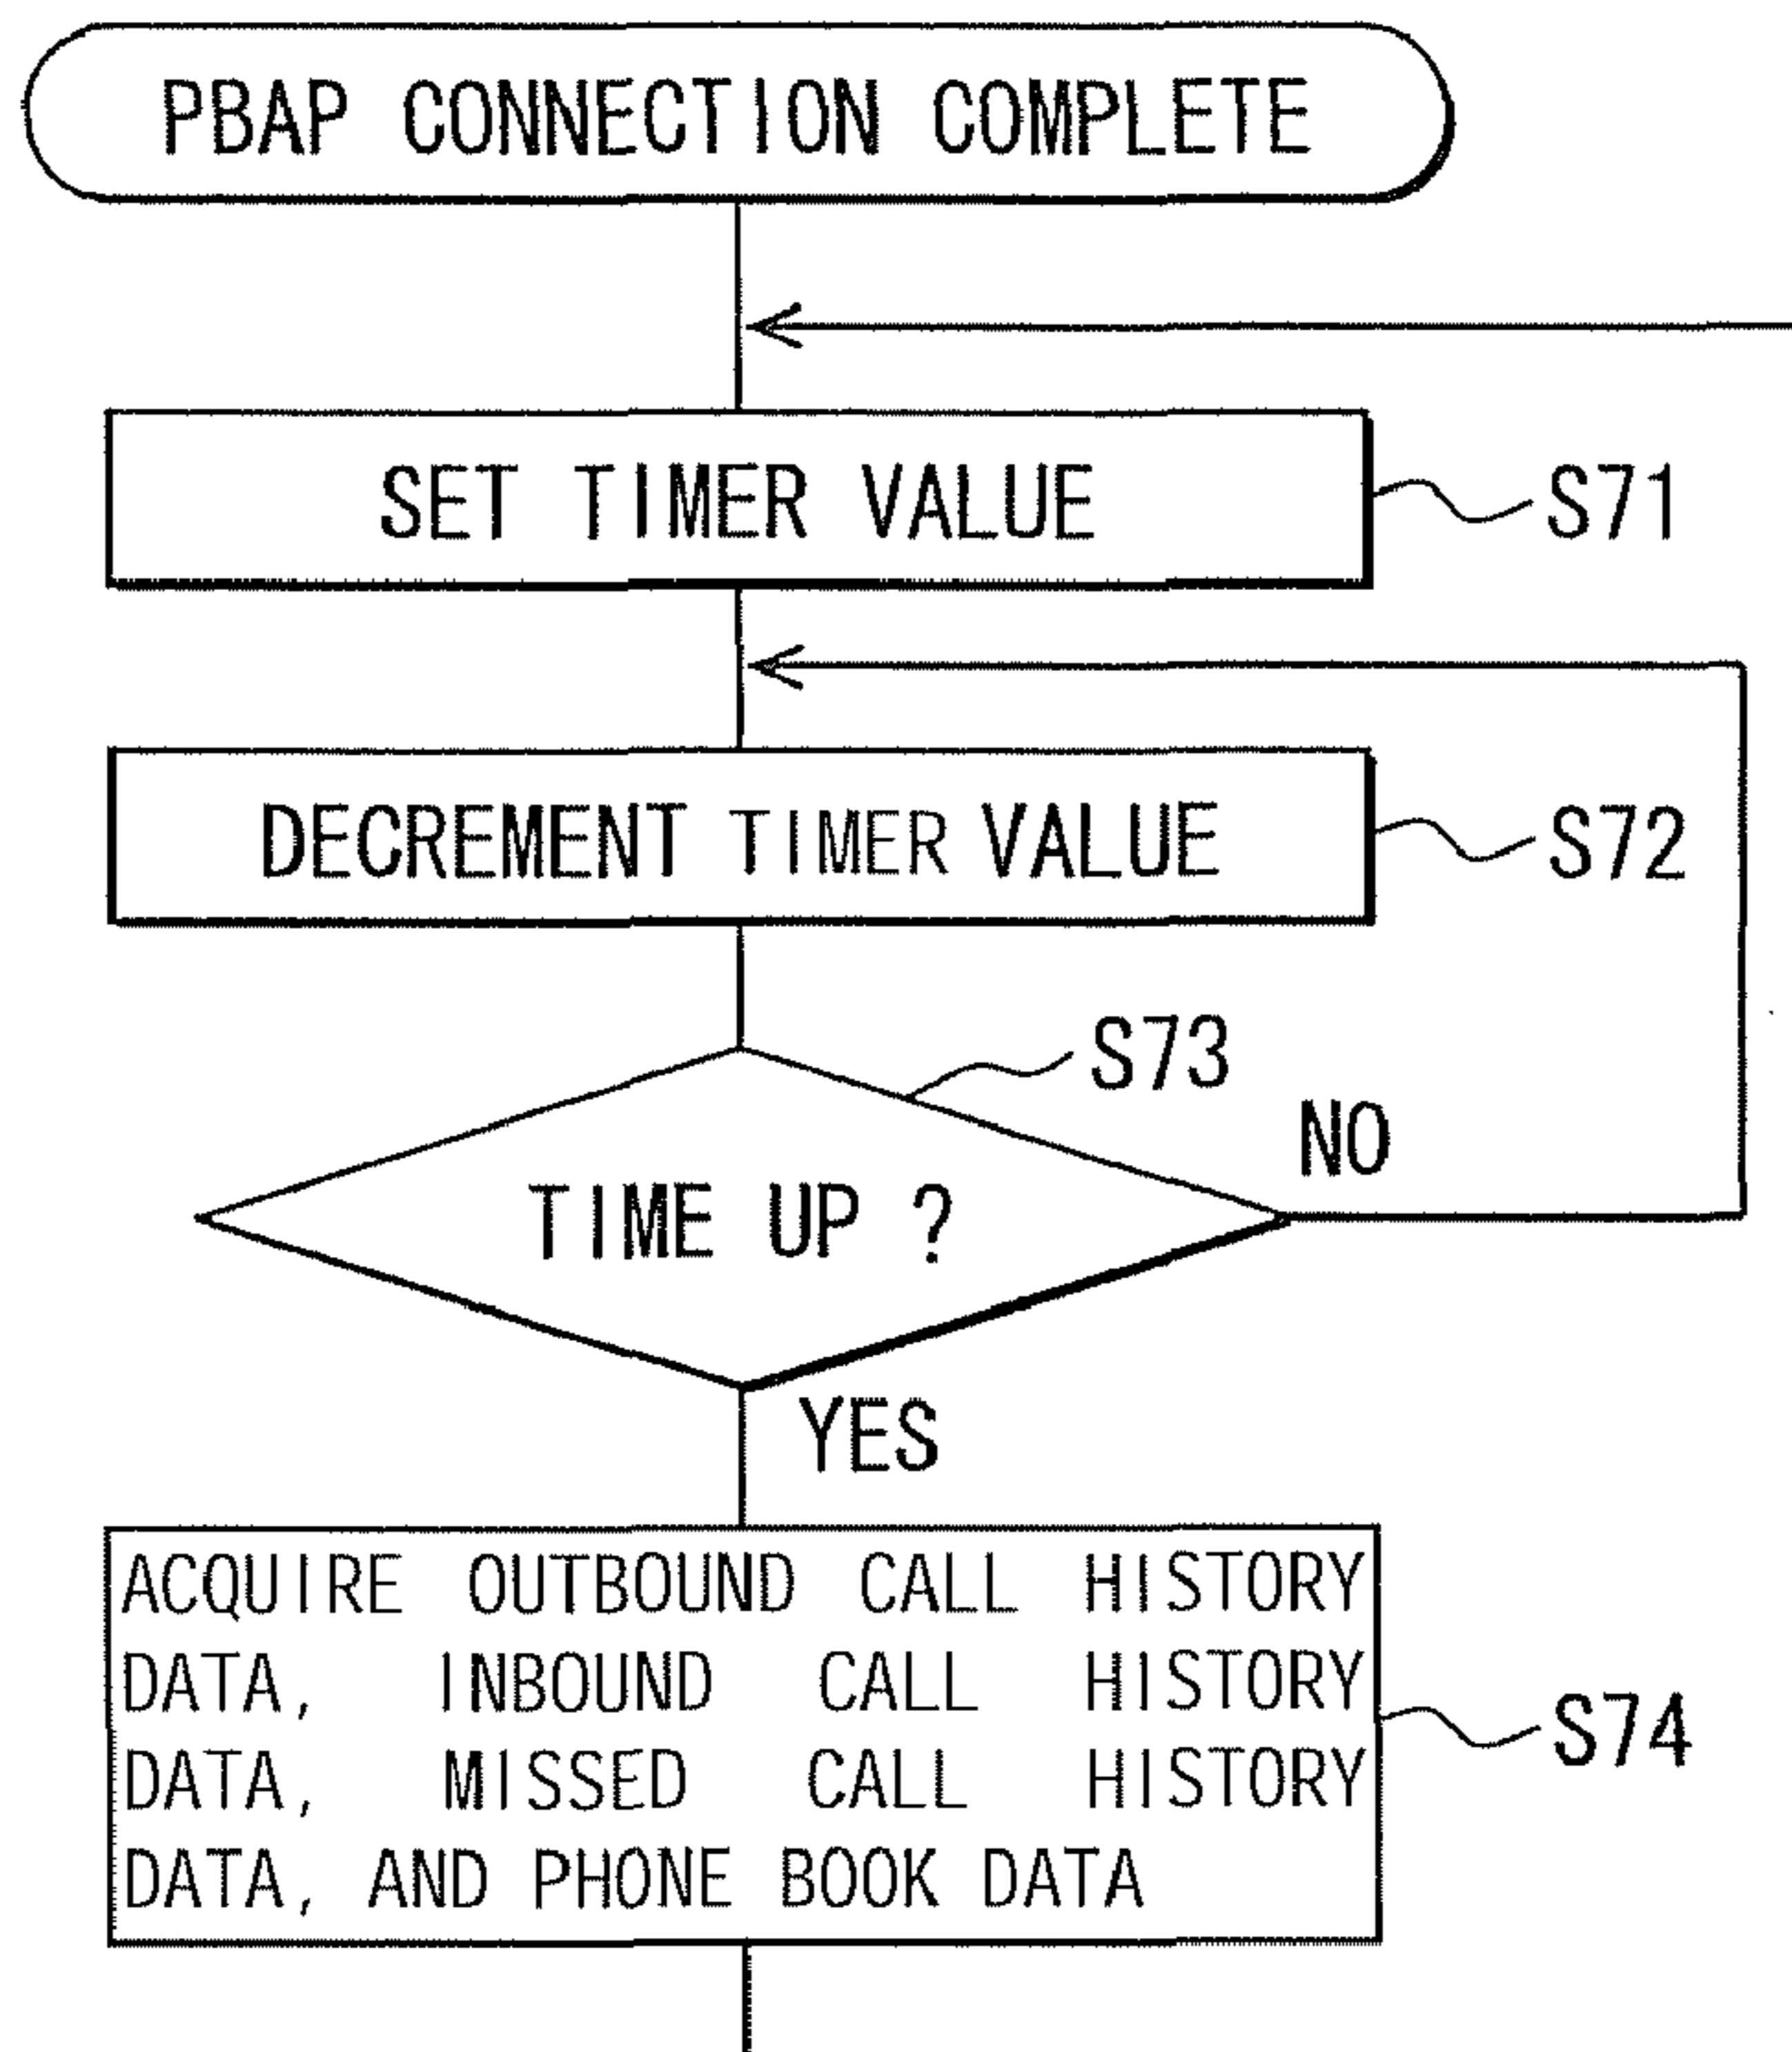 PBAP CONNECTION COMPLETE
SET TIMER VALUE
S71
DECREMENT TIMER VALUE
S72
S73
NO
TIME UP ?
YES
ACQUIRE OUTBOUND CALL HISTORY
DATA, INBOUND CALL HISTORY
DATA, MISSED CALL HISTORY
DATA, AND PHONE BOOK DATA
S74